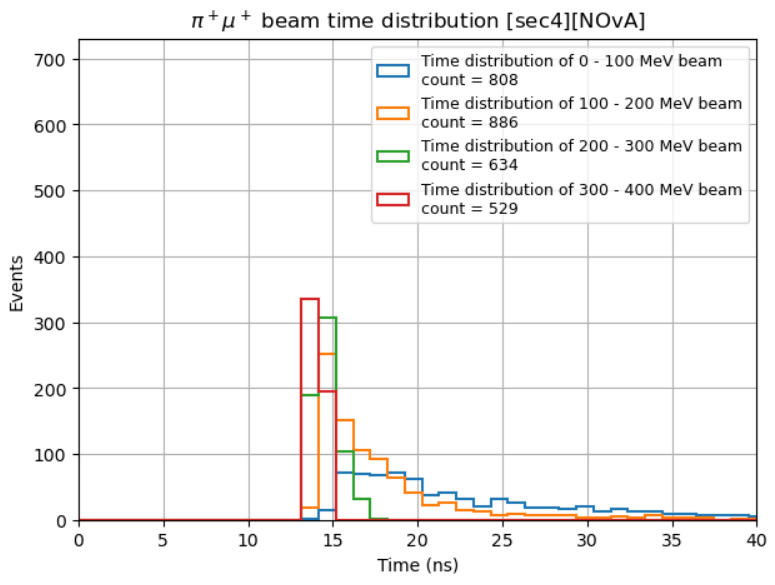 π⁺μ⁺ beam time distribution [sec4][NOvA]
Time distribution of 0 - 100 MeV beam
count = 808
Time distribution of 100 - 200 MeV beam
count = 886
Time distribution of 200 - 300 MeV beam
count = 634
Time distribution of 300 - 400 MeV beam
count = 529
700
600
500
400
300
200
100
0
Events
0 5 10 15 20 25 30 35 40
Time (ns)